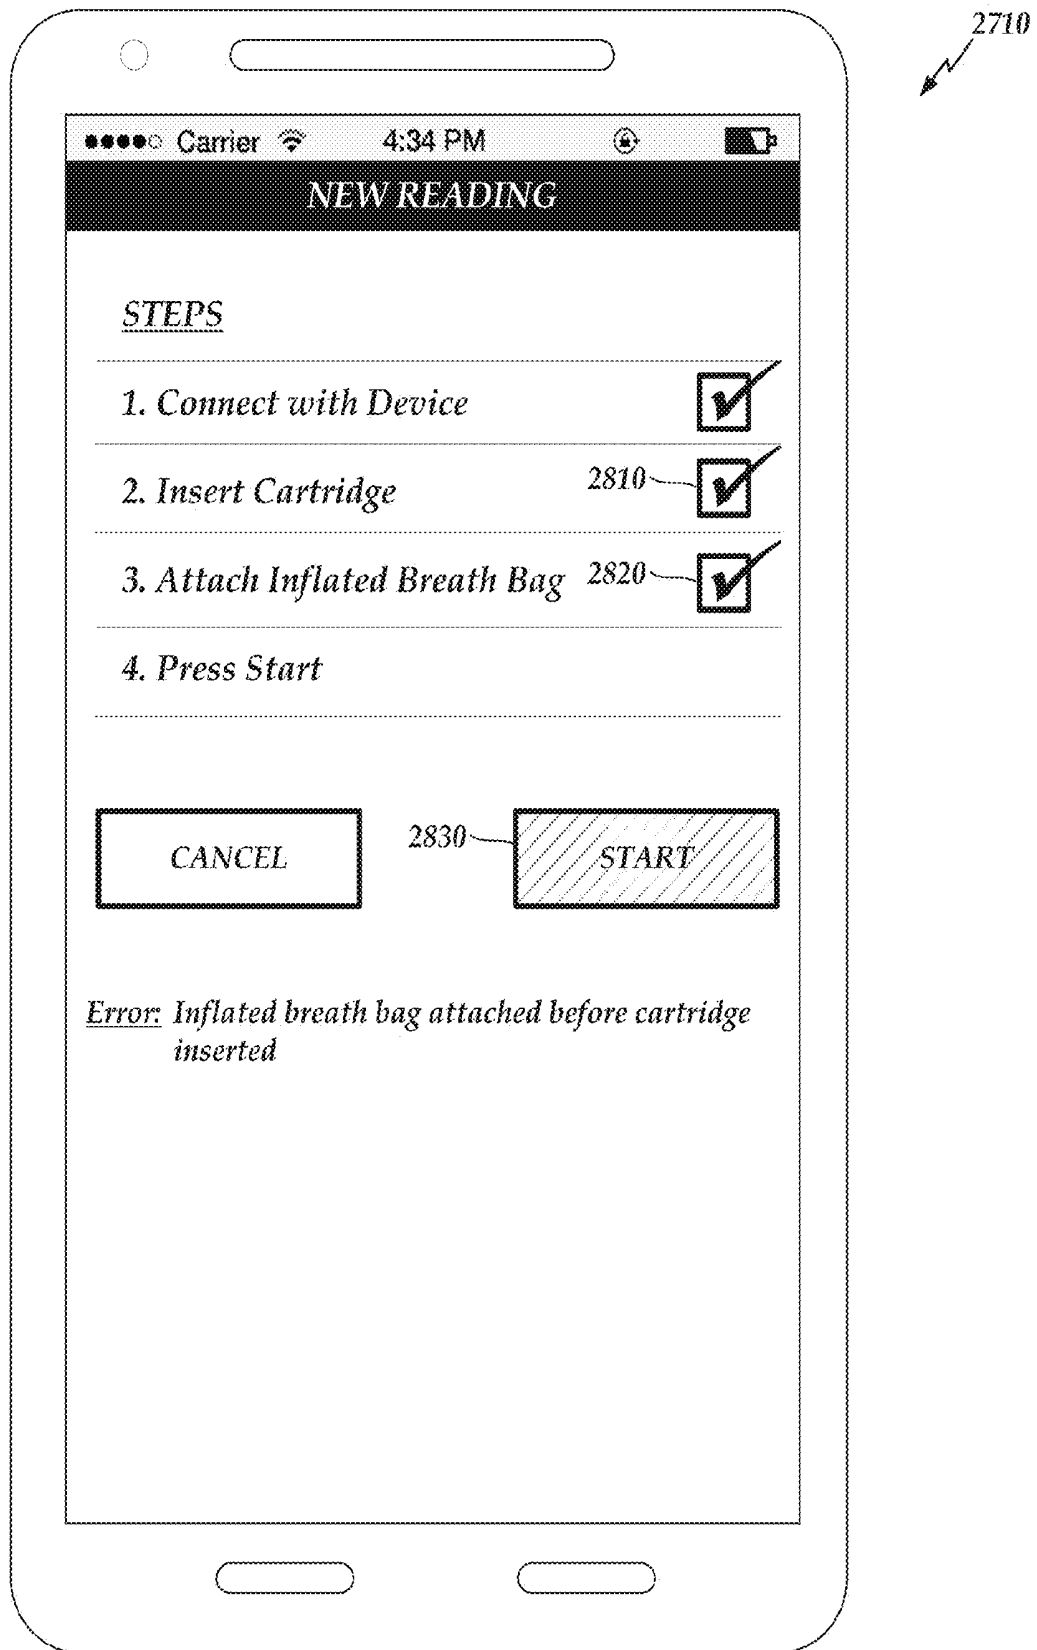 2710
Carrier 4:34 PM
NEW READING
STEPS
1. Connect with Device
2. Insert Cartridge 2810
3. Attach Inflated Breath Bag 2820
4. Press Start
CANCEL 2830 START
Error: Inflated breath bag attached before cartridge
inserted